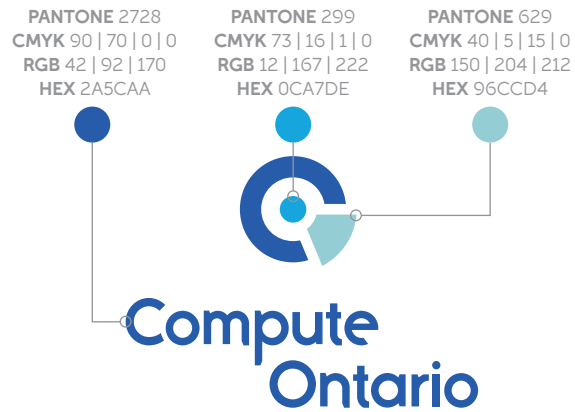 PANTONE 2728
CMYK 90 | 70 | 0 | 0
RGB 42 | 92 | 170
HEX 2A5CAA
PANTONE 299
CMYK 73 | 16 | 1 | 0
RGB 12 | 167 | 222
HEX 0CA7DE
PANTONE 629
CMYK 40 | 5 | 15 | 0
RGB 150 | 204 | 212
HEX 96CCD4
Compute
Ontario